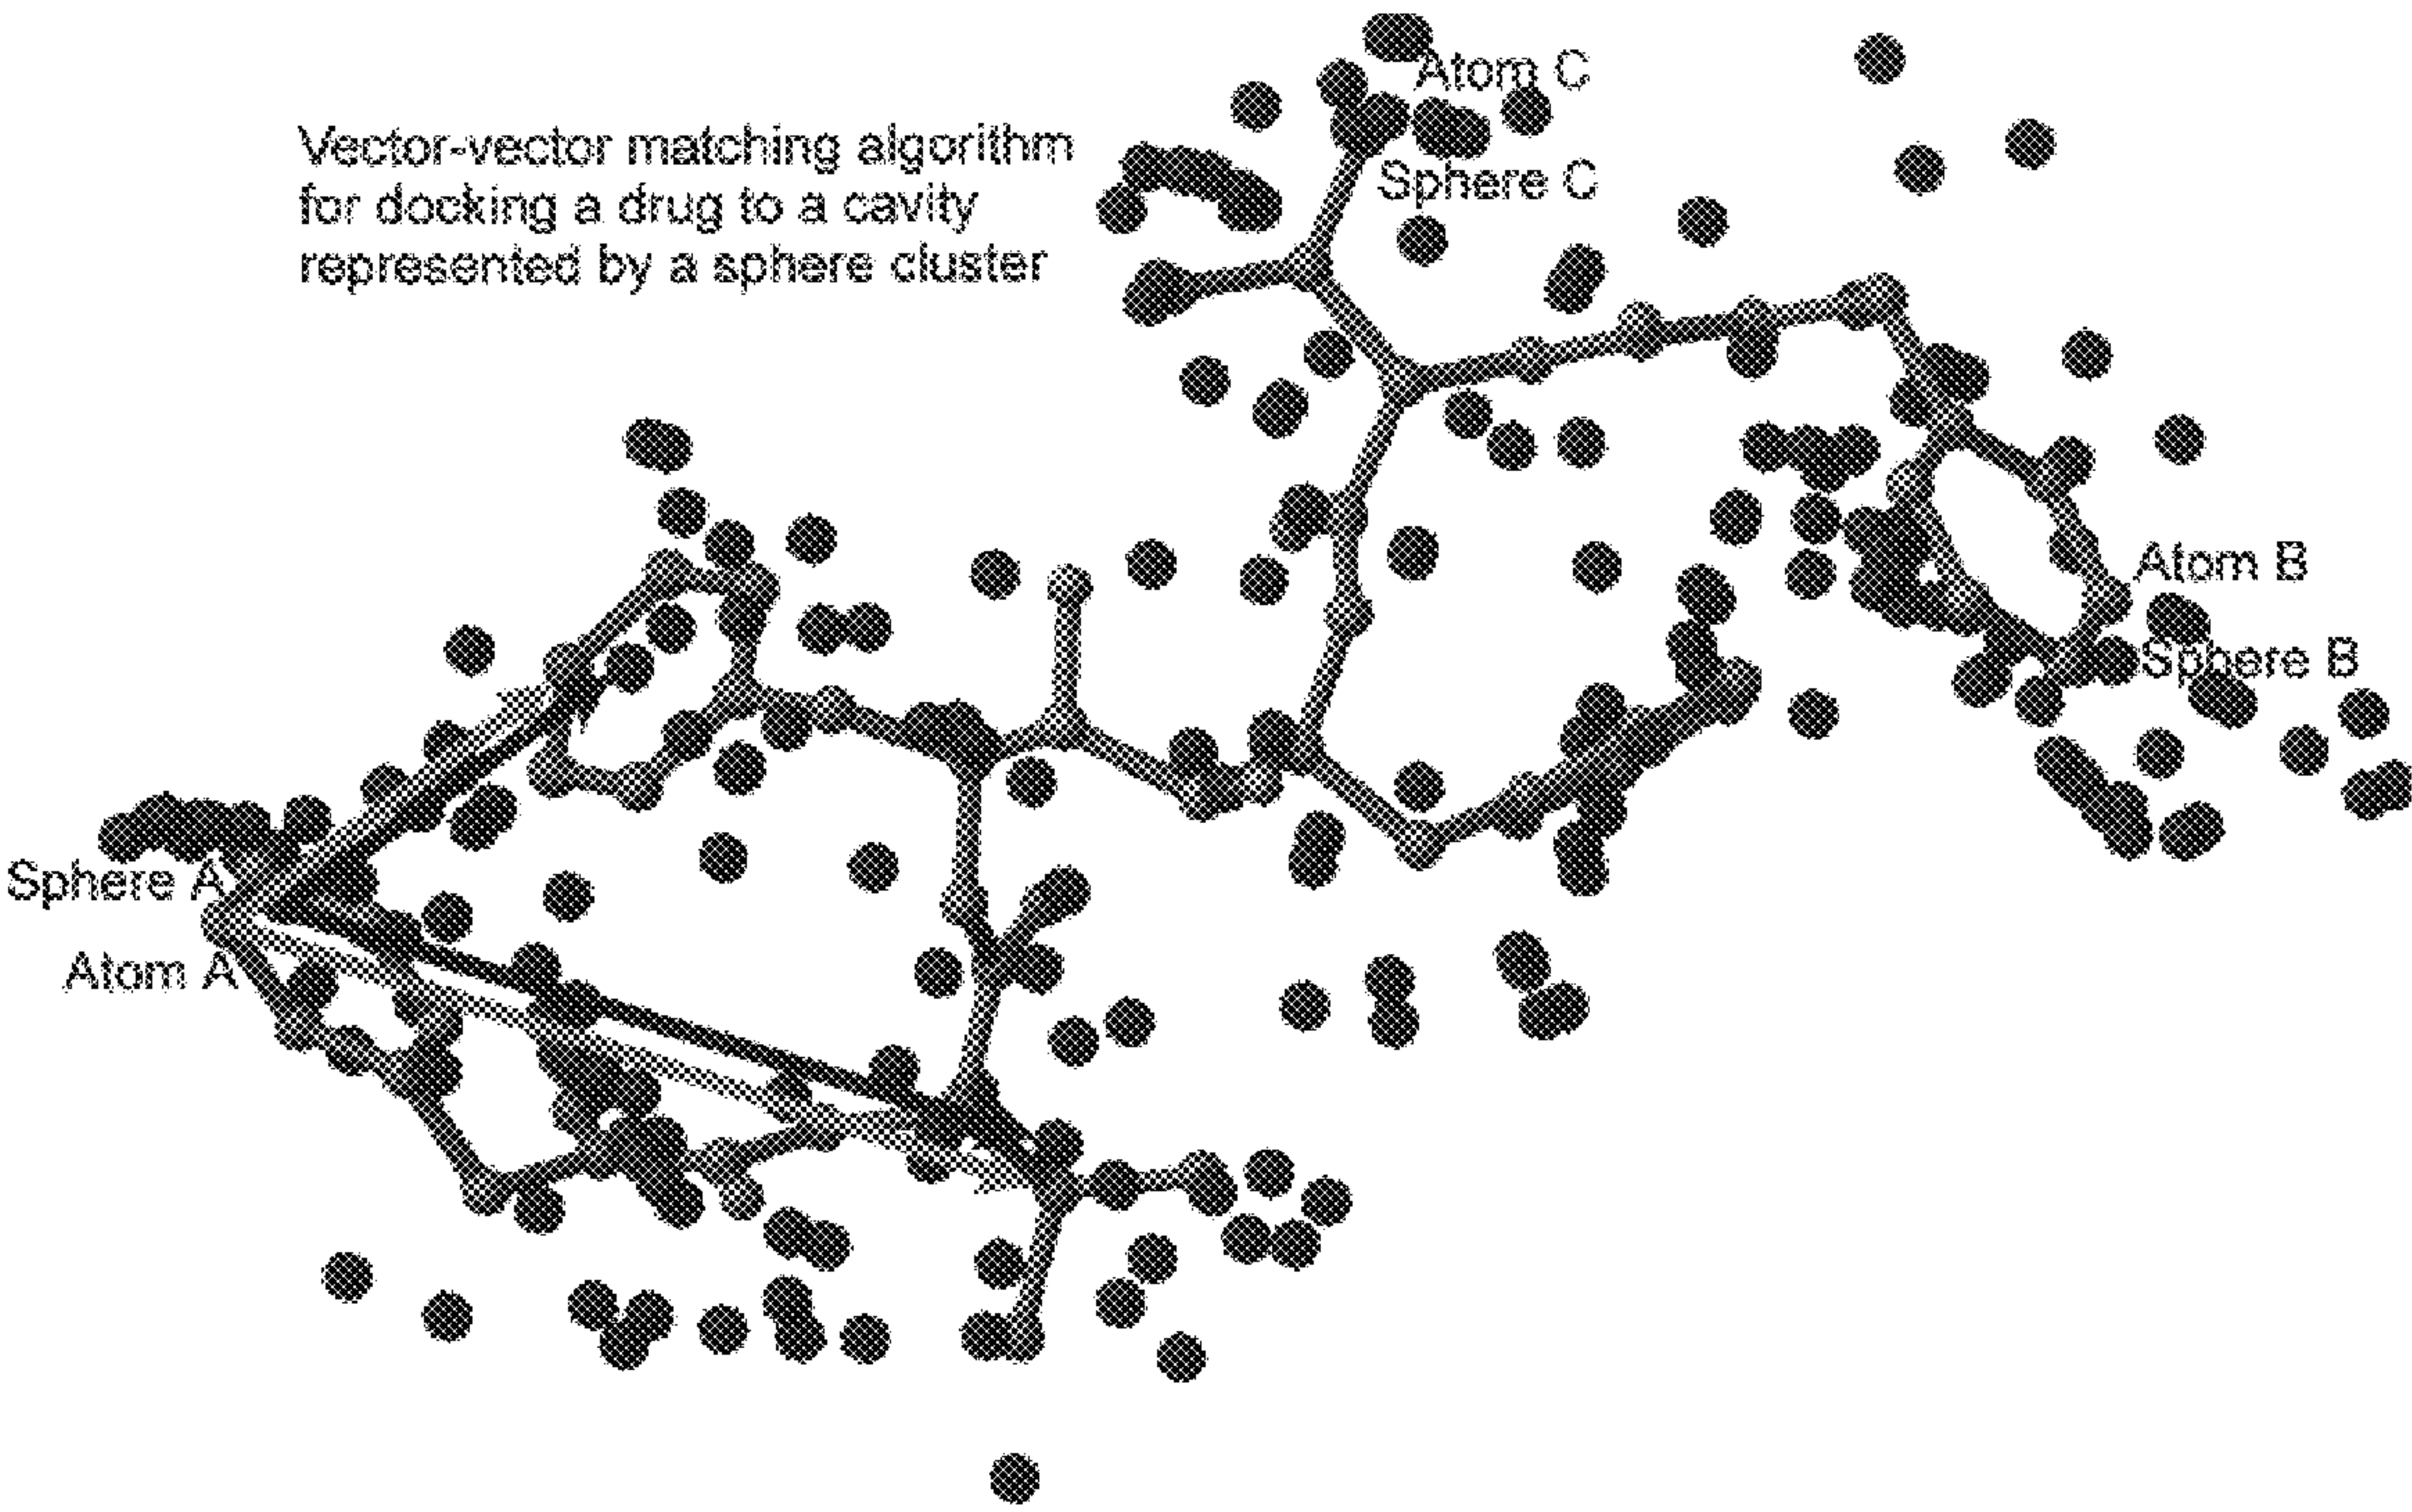 Atom C
Vector-vector matching algorithm
for docking a drug to a cavity
represented by a sphere cluster
Sphere C
Atom B
Sphere B
Sphere A
Atom A